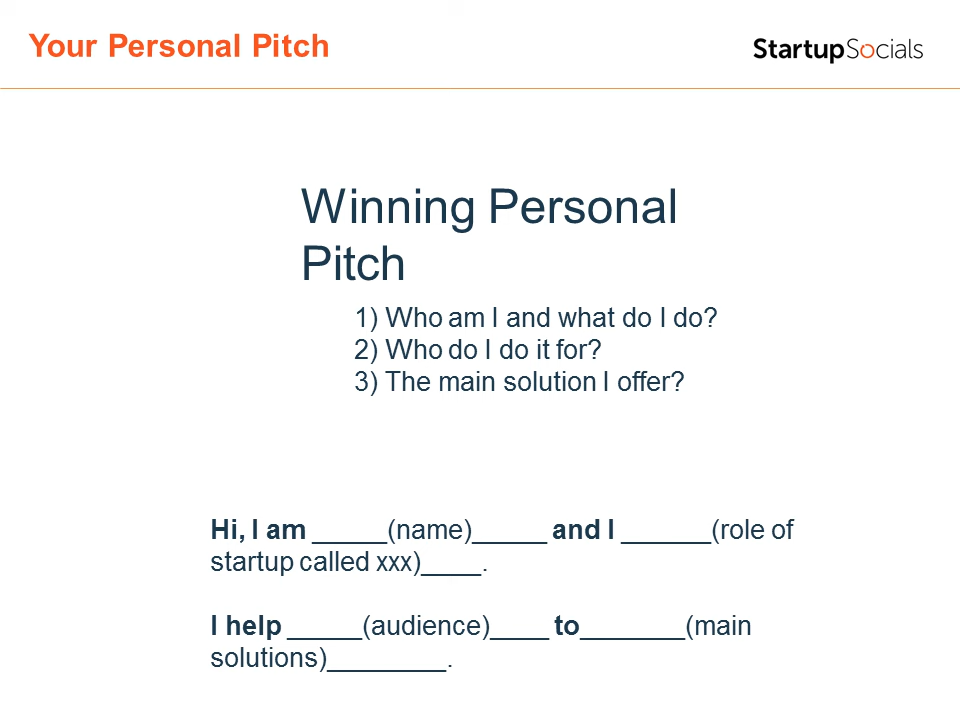 Your Personal Pitch
StartupSocials
Winning Personal
Pitch
1) Who am I and what do I do?
2) Who do I do it for?
3) The main solution I offer?
Hi, I am _____(name)_____ and I ______(role of
startup called xxx)____.
I help _____(audience)____ to_______(main
solutions)________.